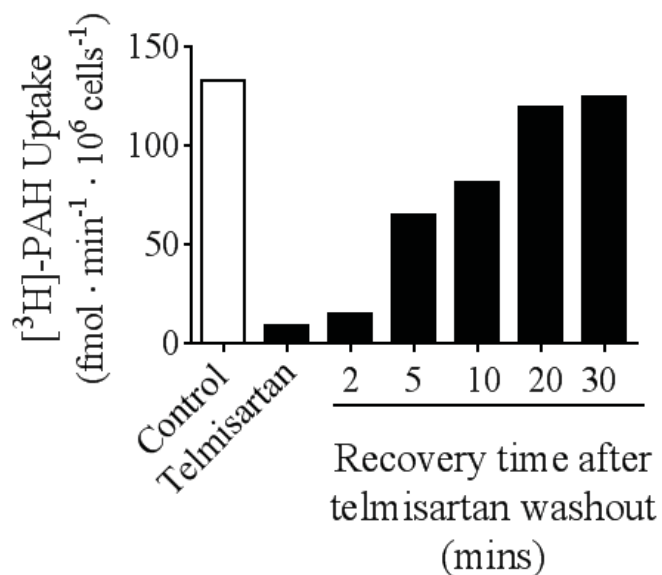 [³H]-PAH Uptake
(fmol · min⁻¹ · 10⁶ cells⁻¹)
150
100
50
0
Control
Telmisartan
2 5 10 20 30
Recovery time after
telmisartan washout
(mins)